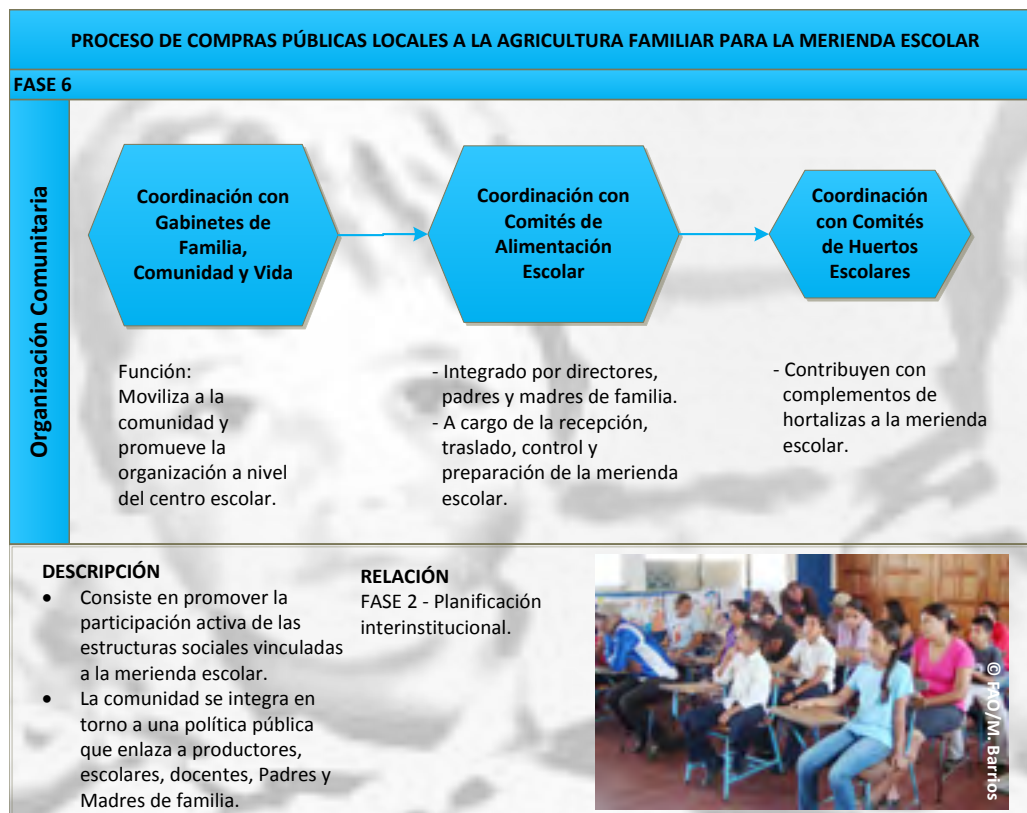 PROCESO DE COMPRAS PÚBLICAS LOCALES A LA AGRICULTURA FAMILIAR PARA LA MERIENDA ESCOLAR
FASE 6
Organización Comunitaria
Coordinación con
Gabinetes de
Familia,
Comunidad y Vida
Coordinación con
Comités de
Alimentación
Escolar
Coordinación
con Comités
de Huertos
Escolares
Función:
Moviliza a la
comunidad y
promueve la
organización a nivel
del centro escolar.
- Integrado por directores,
padres y madres de familia.
- A cargo de la recepción,
traslado, control y
preparación de la merienda
escolar.
- Contribuyen con
complementos de
hortalizas a la merienda
escolar.
DESCRIPCIÓN
• Consiste en promover la
participación activa de las
estructuras sociales vinculadas
a la merienda escolar.
• La comunidad se integra en
torno a una política pública
que enlaza a productores,
escolares, docentes, Padres y
Madres de familia.
RELACIÓN
FASE 2 - Planificación
interinstitucional.
© FAO/M. Barrios